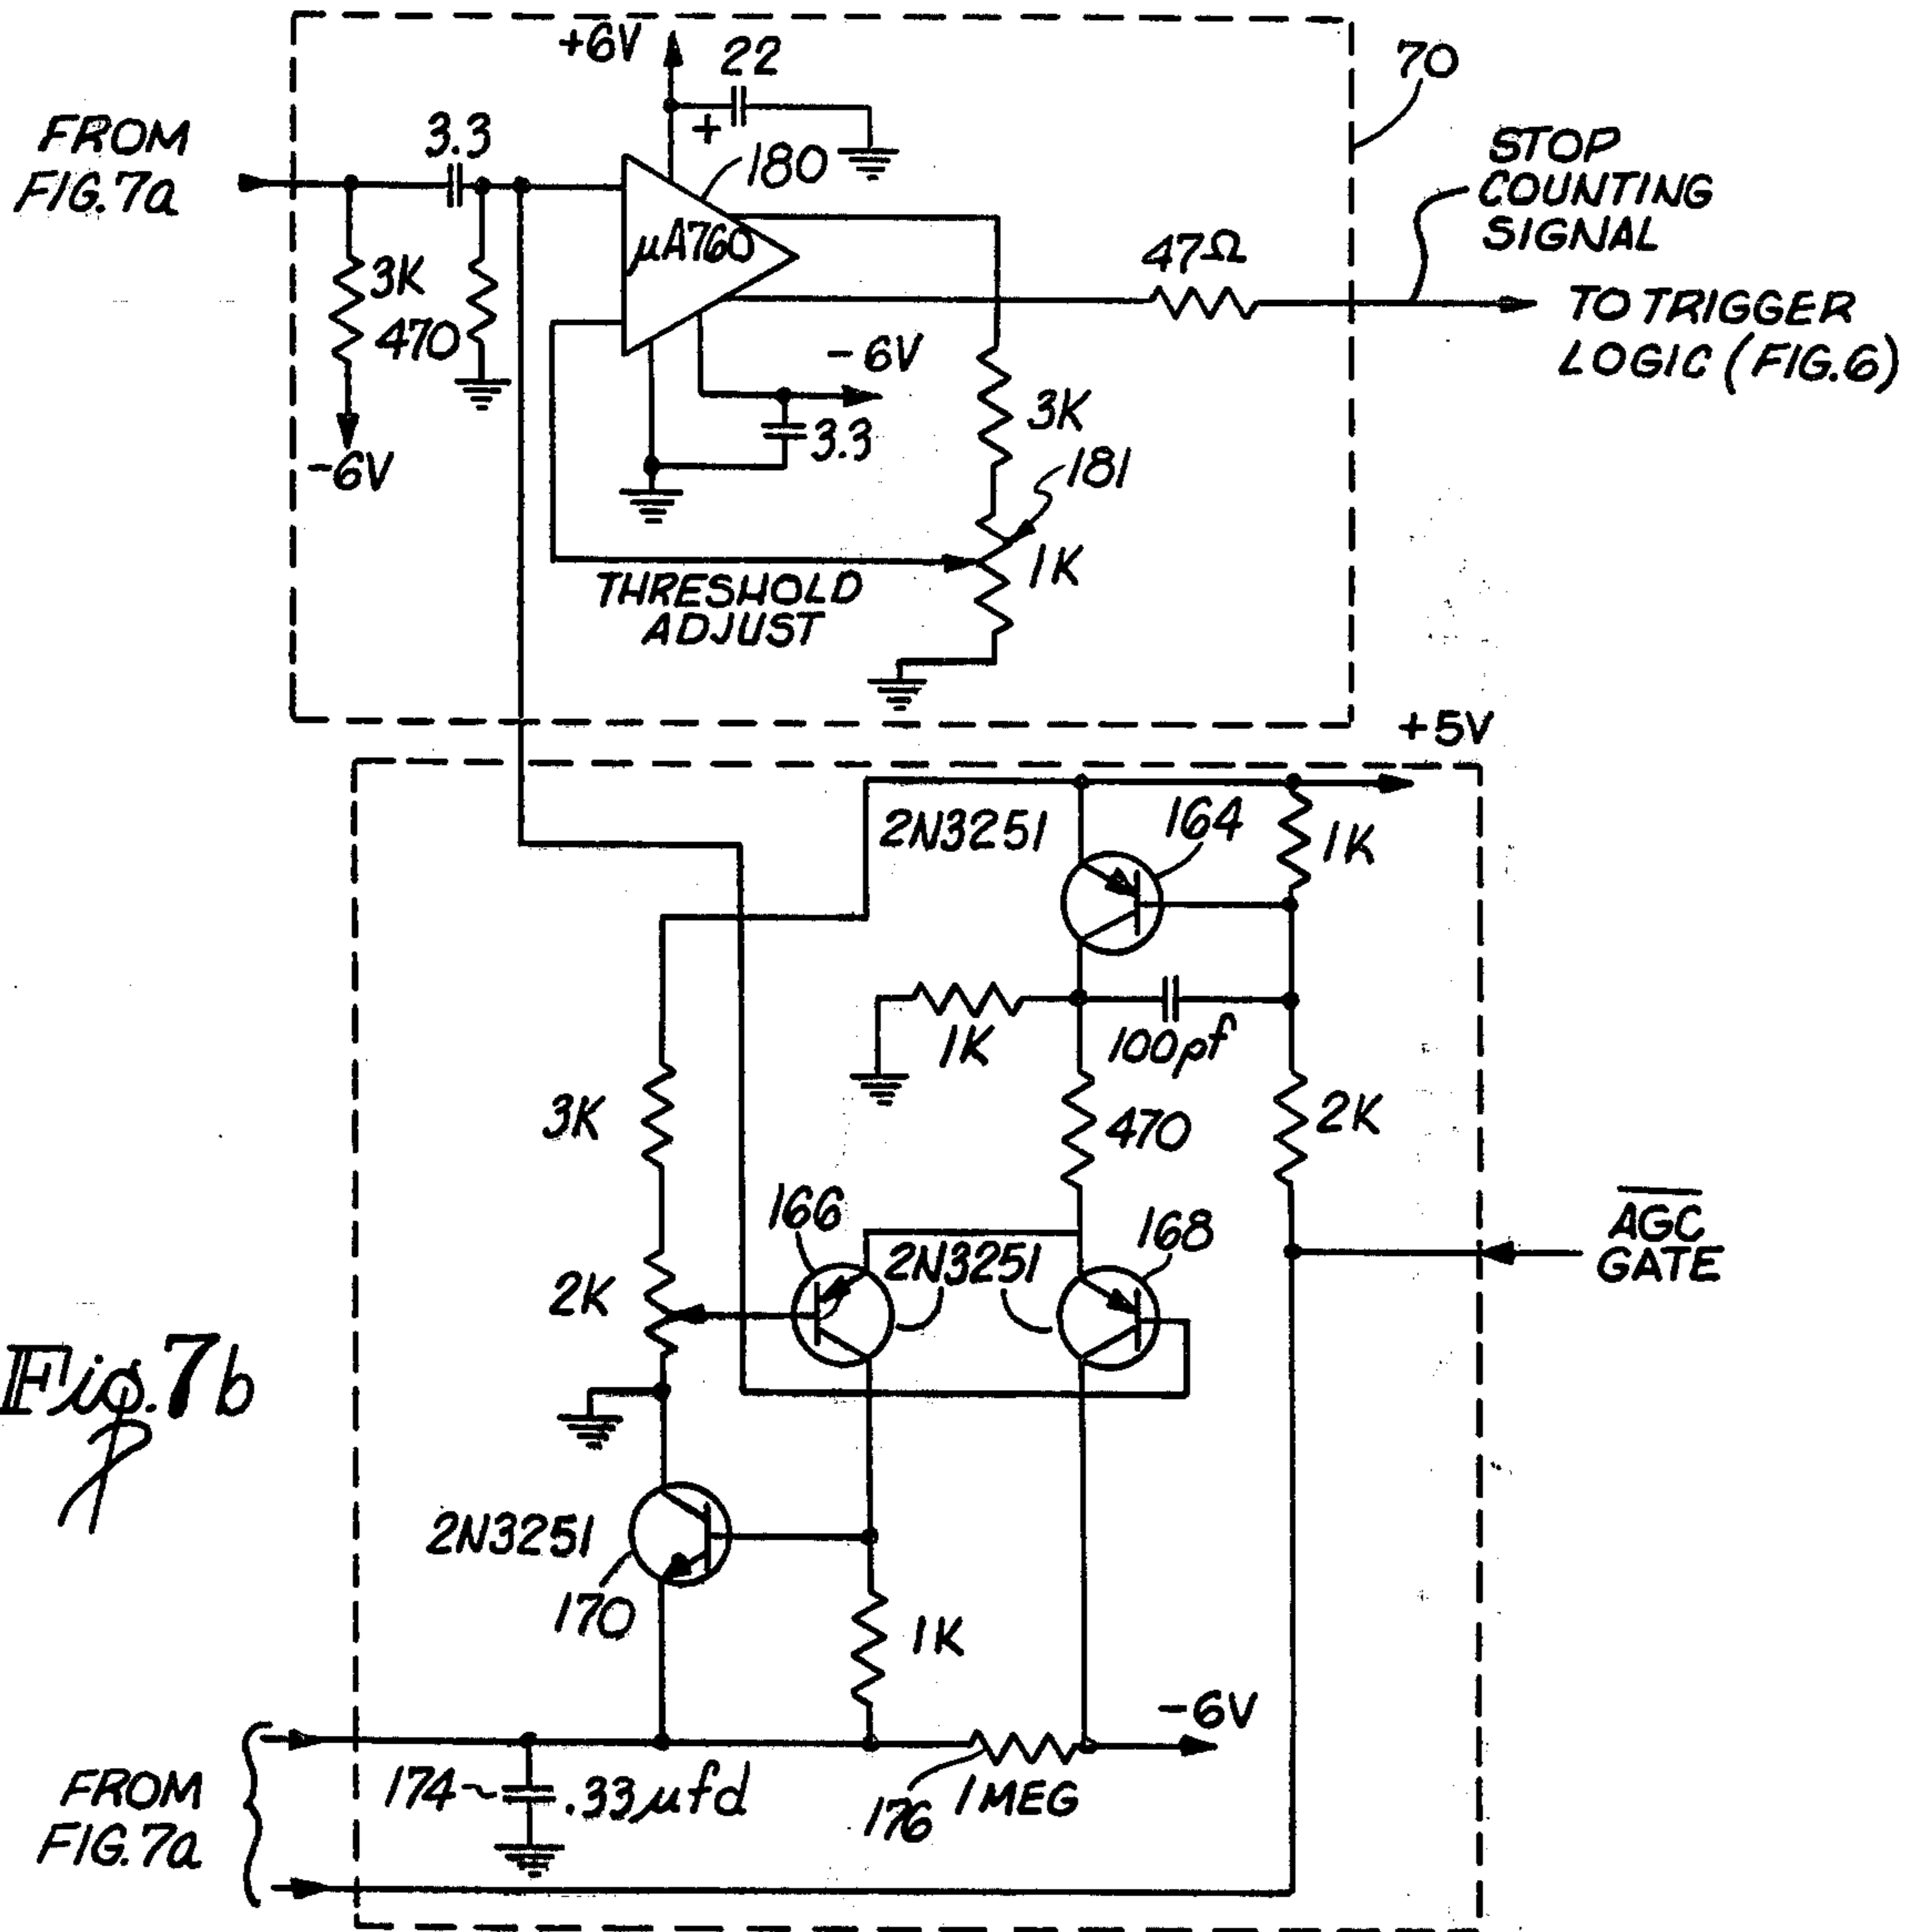 +6V
22
70
FROM
FIG.7a
3.3
+
180
STOP
COUNTING
SIGNAL
µA760
47Ω
3K
470
TO TRIGGER
LOGIC (FIG.6)
-6V
3K
3.3
-6V
181
1K
THRESHOLD
ADJUST
+5V
2N3251
164
1K
1K
100pf
3K
470
2K
166
168
AGC
GATE
2N3251
2K
Fig. 7b
2N3251
170
1K
-6V
174
.33µfd
1 MEG
176
FROM
FIG.7a